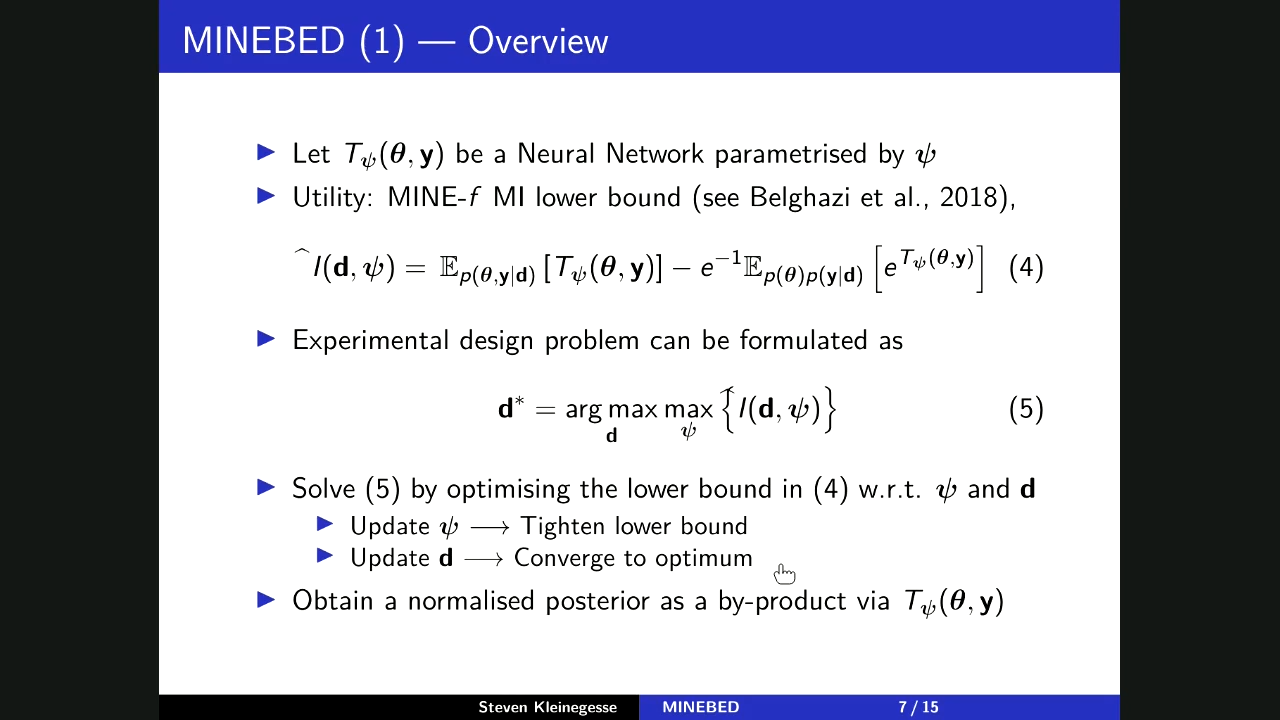 MINEBED (1) — Overview
▶ Let T_ψ(θ, y) be a Neural Network parametrised by ψ
▶ Utility: MINE-f MI lower bound (see Belghazi et al., 2018),
Î(d, ψ) = 𝔼_{p(θ,y|d)} [T_ψ(θ, y)] − e^{−1}𝔼_{p(θ)p(y|d)} [e^{T_ψ(θ,y)}] (4)
▶ Experimental design problem can be formulated as
d* = arg max_d max_ψ {Î(d, ψ)} (5)
▶ Solve (5) by optimising the lower bound in (4) w.r.t. ψ and d
▶ Update ψ ⟶ Tighten lower bound
▶ Update d ⟶ Converge to optimum
▶ Obtain a normalised posterior as a by-product via T_ψ(θ, y)
Steven Kleinegesse MINEBED 7 / 15